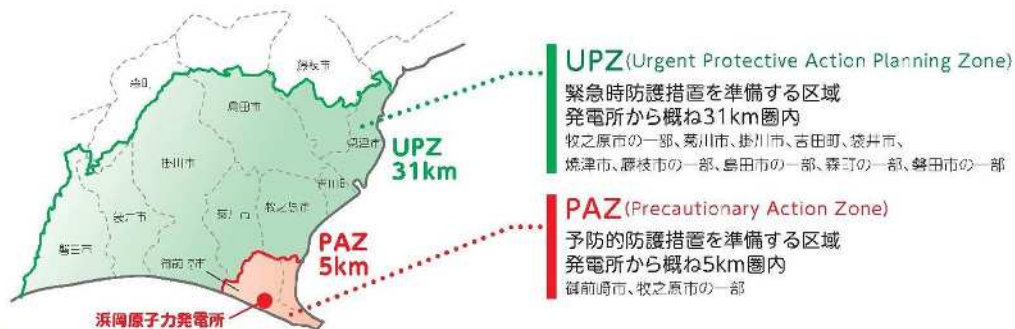 森町
藤枝市
島田市
焼津市
掛川市
UPZ
31km
吉田町
袋井市
菊川市
牧之原市
磐田市
御前崎市
PAZ
5km
浜岡原子力発電所
UPZ(Urgent Protective Action Planning Zone)
緊急時防護措置を準備する区域
発電所から概ね31km圏内
牧之原市の一部、菊川市、掛川市、吉田町、袋井市、
焼津市、藤枝市の一部、島田市の一部、森町の一部、磐田市の一部
PAZ(Precautionary Action Zone)
予防的防護措置を準備する区域
発電所から概ね5km圏内
御前崎市、牧之原市の一部